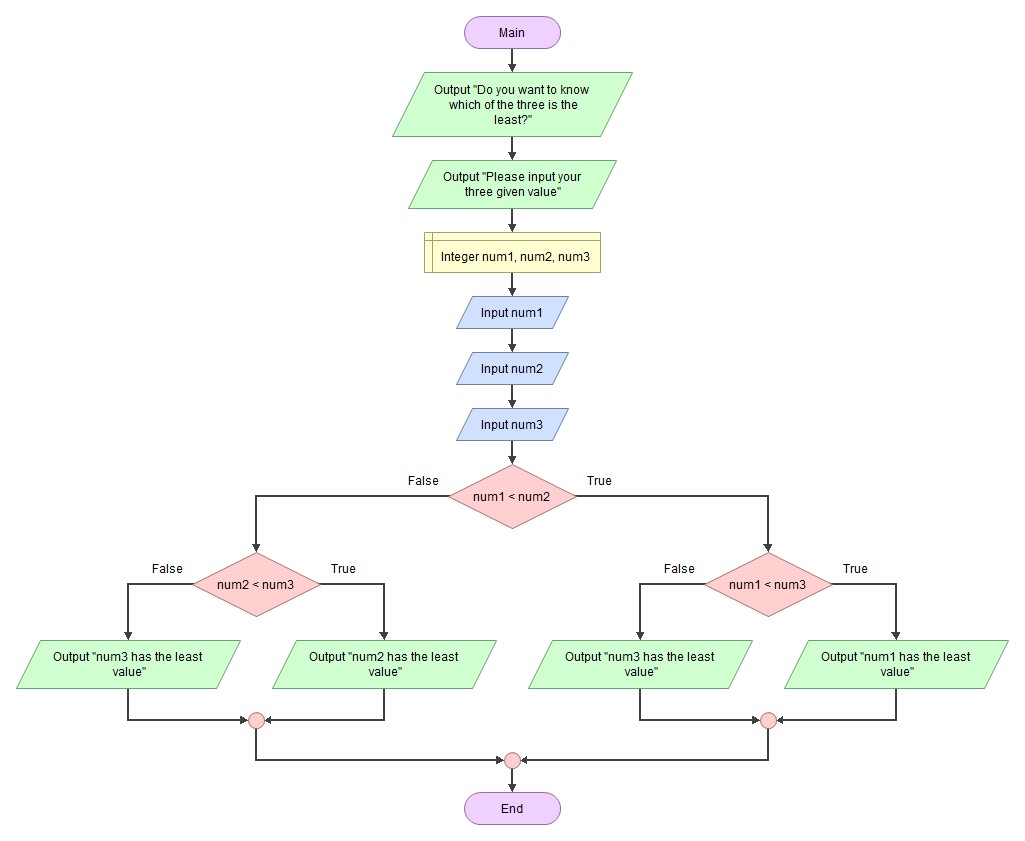 Main
Output "Do you want to know
which of the three is the
least?"
Output "Please input your
three given value"
Integer num1, num2, num3
Input num1
Input num2
Input num3
False
True
num1 < num2
False
True
False
True
num2 < num3
num1 < num3
Output "num3 has the least
value"
Output "num2 has the least
value"
Output "num3 has the least
value"
Output "num1 has the least
value"
End